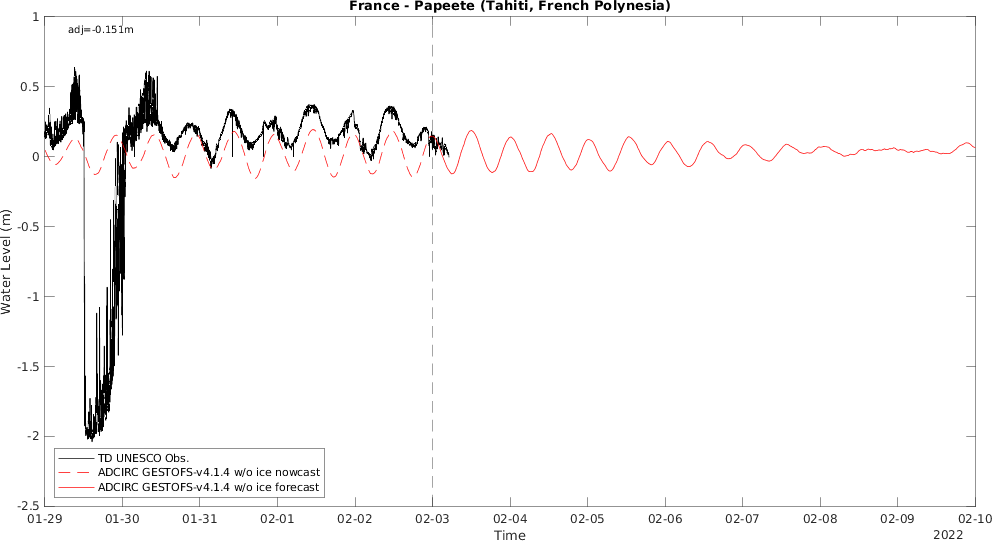 France - Papeete (Tahiti, French Polynesia)
adj=-0.151m
1
0.5
0
-0.5
-1
-1.5
-2
-2.5
Water Level (m)
TD UNESCO Obs.
ADCIRC GESTOFS-v4.1.4 w/o ice nowcast
ADCIRC GESTOFS-v4.1.4 w/o ice forecast
01-29 01-30 01-31 02-01 02-02 02-03 02-04 02-05 02-06 02-07 02-08 02-09 02-10
Time
2022